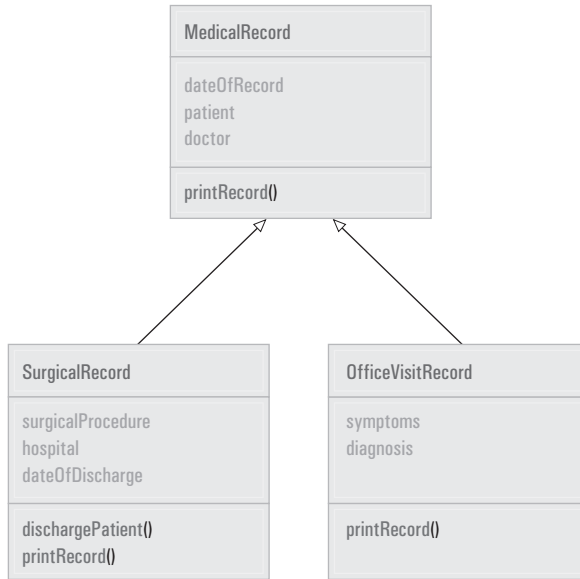 MedicalRecord
dateOfRecord
patient
doctor
printRecord()
SurgicalRecord
surgicalProcedure
hospital
dateOfDischarge
dischargePatient()
printRecord()
OfficeVisitRecord
symptoms
diagnosis
printRecord()